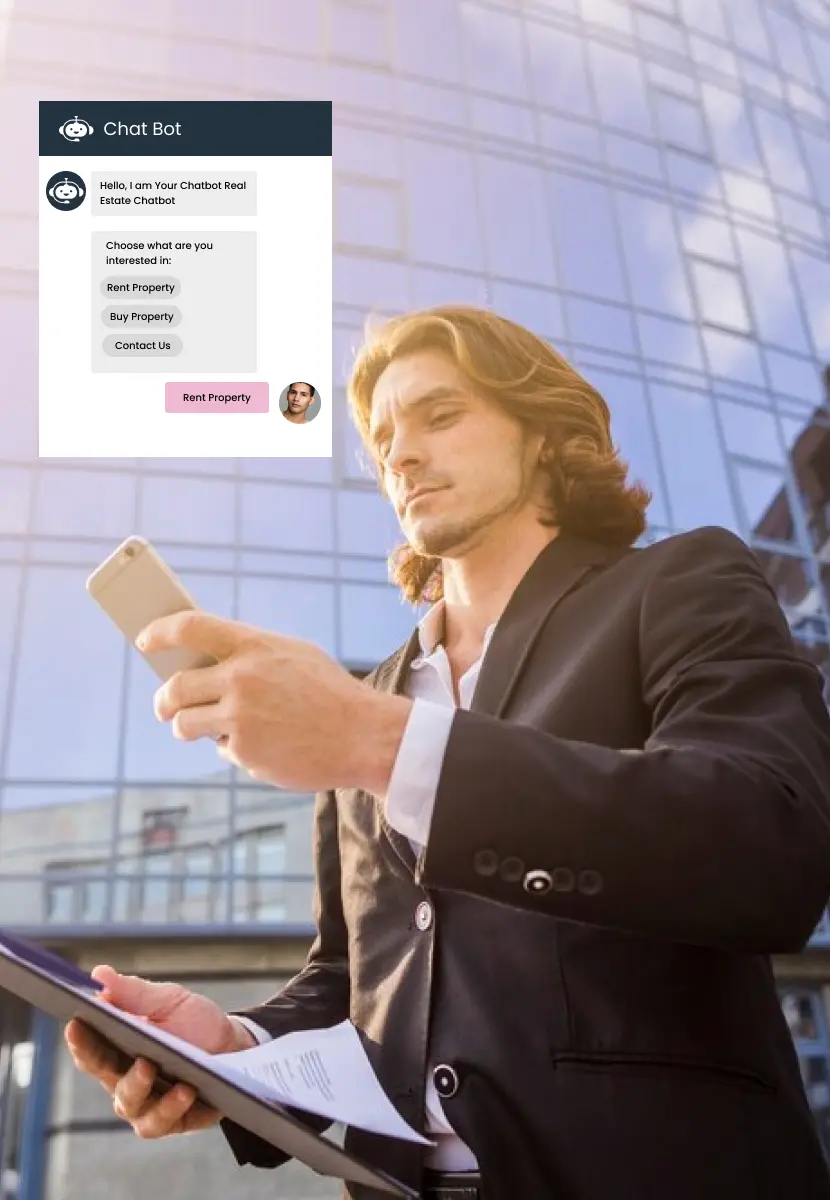 Chat Bot
Hello, I am Your Chatbot Real
Estate Chatbot
Choose what are you
interested in:
Rent Property
Buy Property
Contact Us
Rent Property